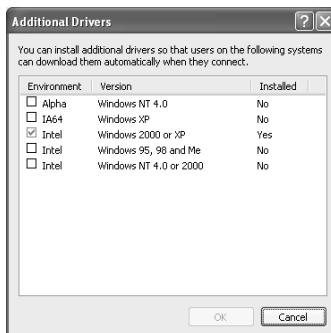 Additional Drivers
You can install additional drivers so that users on the following systems
can download them automatically when they connect.
Environment Version Installed
Alpha Windows NT 4.0 No
IA64 Windows XP No
Intel Windows 2000 or XP Yes
Intel Windows 95, 98 and Me No
Intel Windows NT 4.0 or 2000 No
OK Cancel